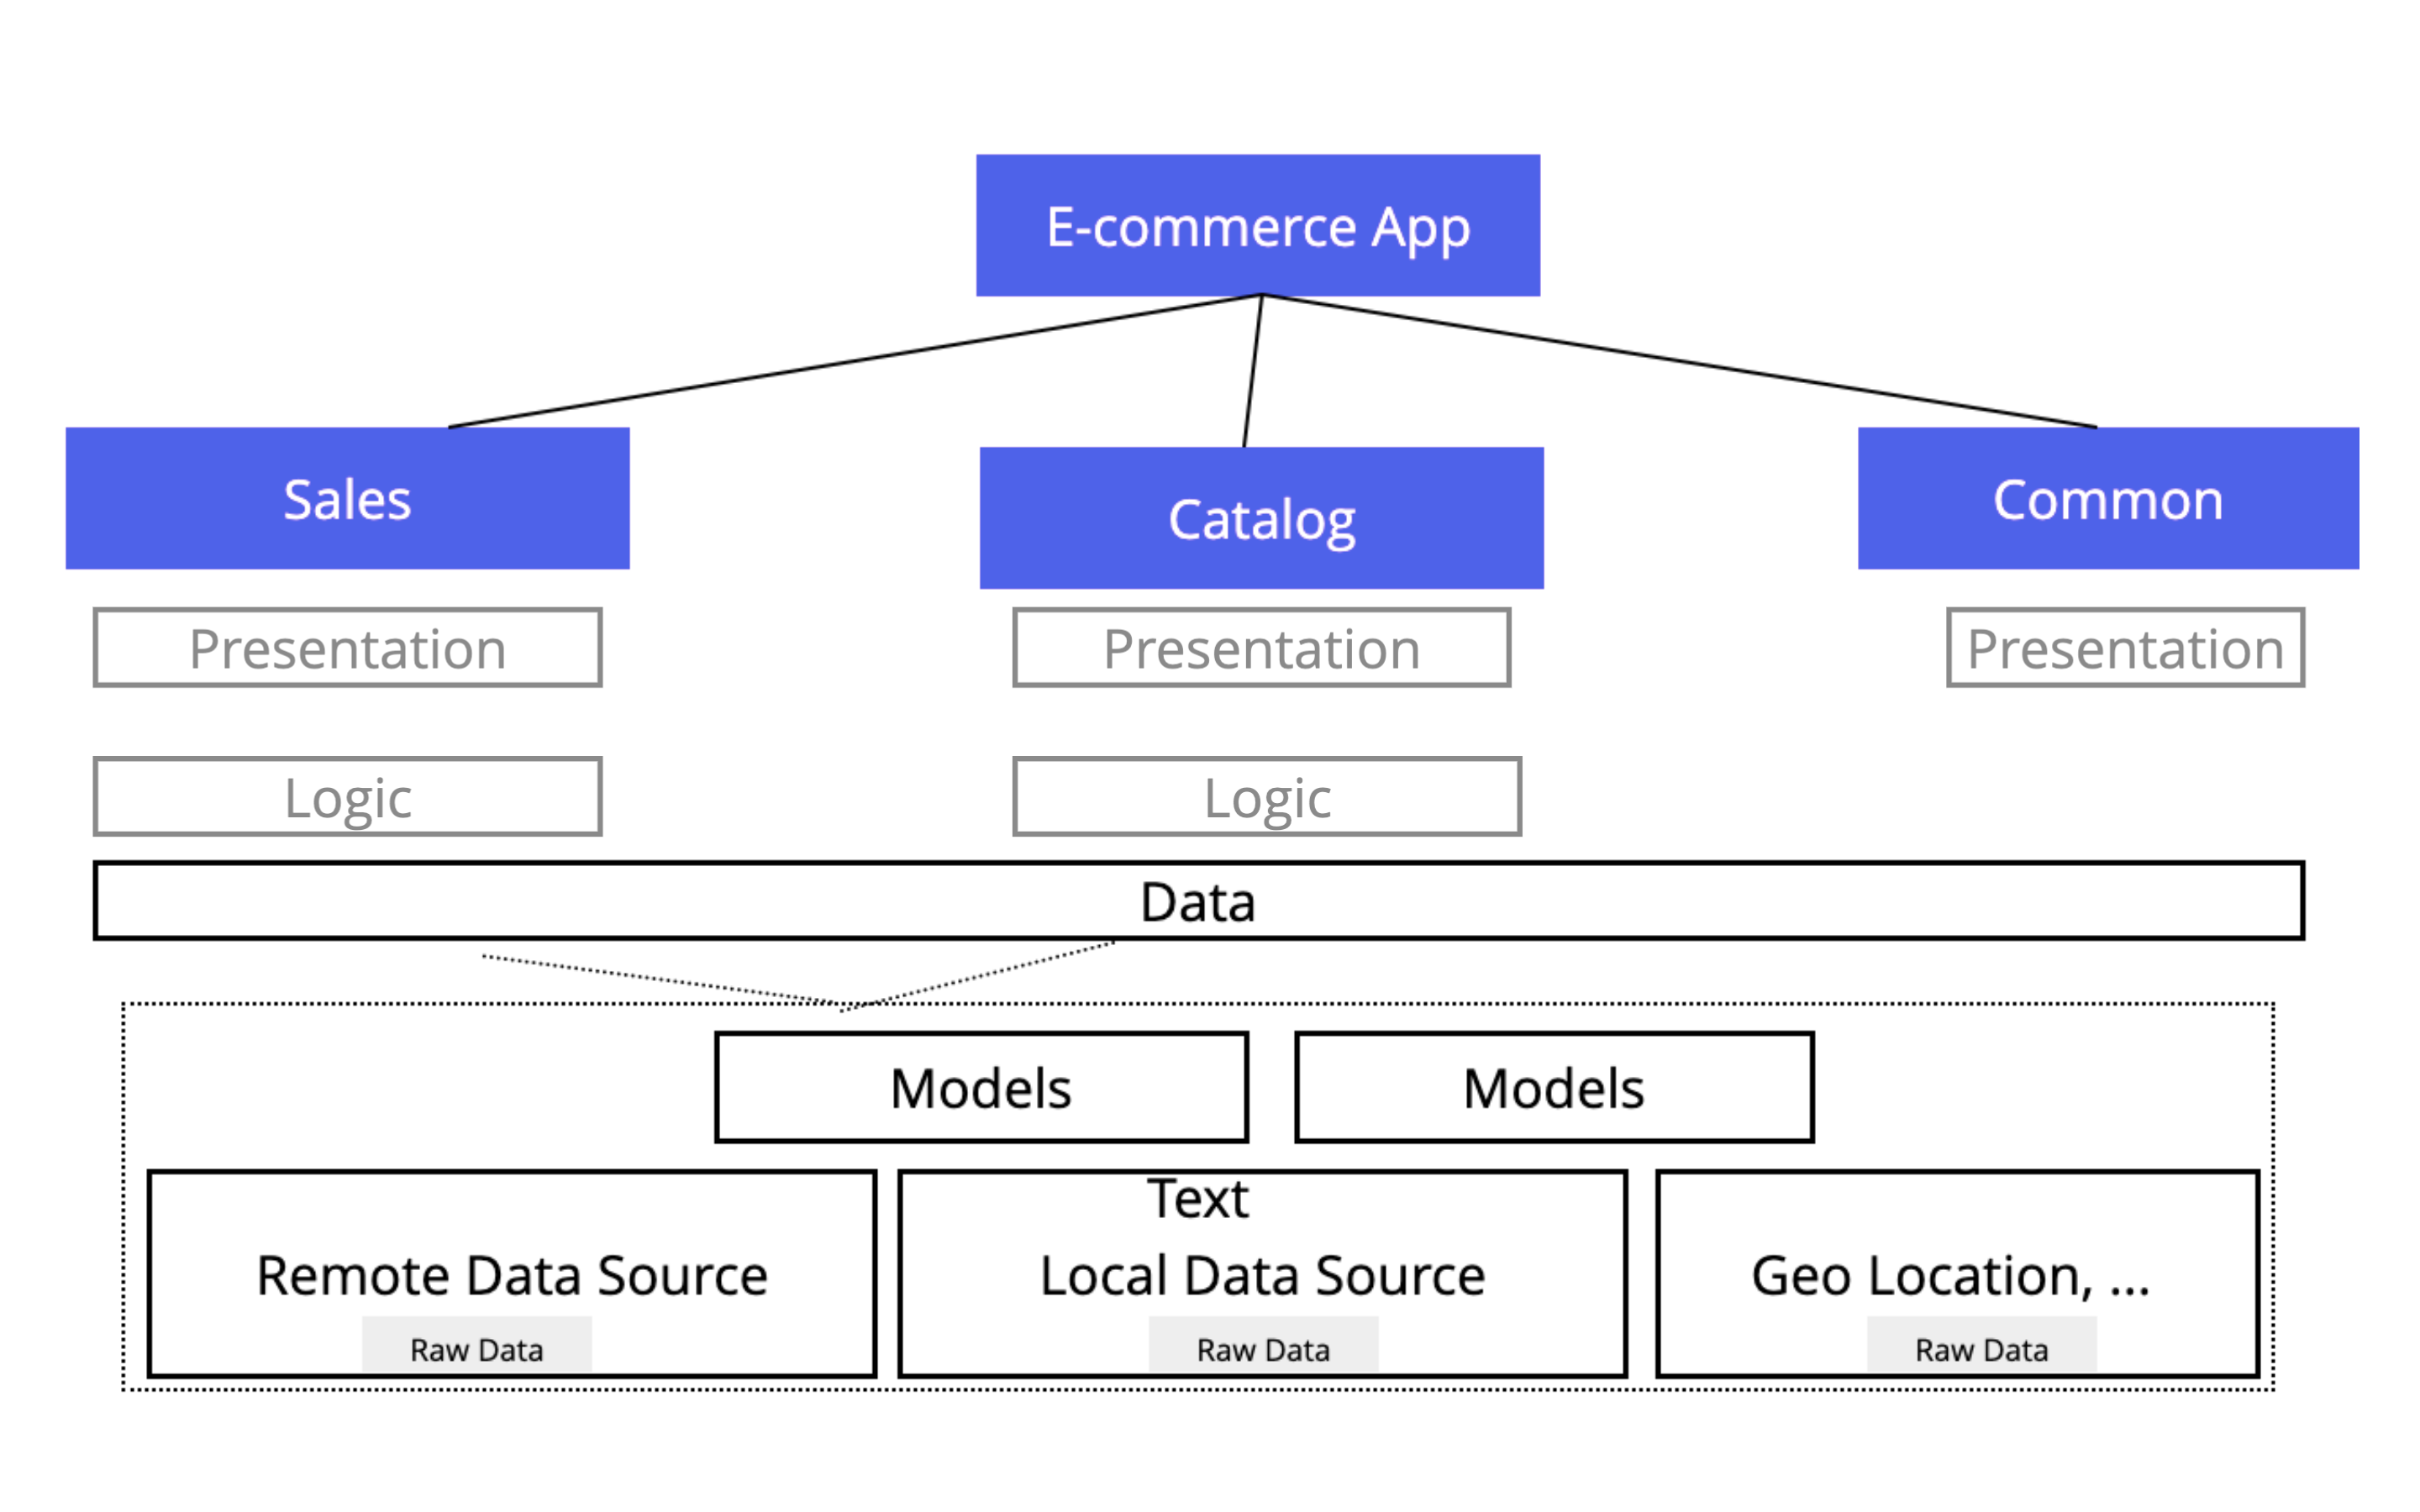 E-commerce App
Sales
Catalog
Common
Presentation
Presentation
Presentation
Logic
Logic
Data
Models
Models
Text
Remote Data Source
Local Data Source
Geo Location, ...
Raw Data
Raw Data
Raw Data